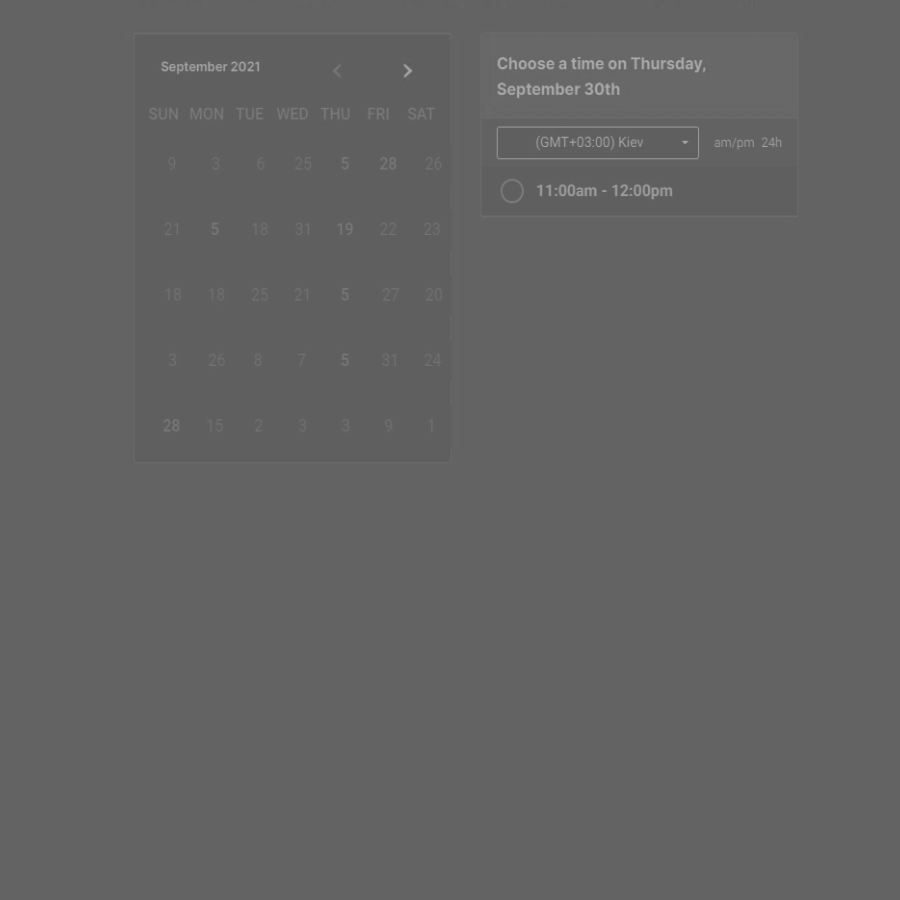 September 2021
SUN MON TUE WED THU FRI SAT
9 3 6 25 5 28 26
21 5 18 31 19 22 23
18 18 25 21 5 27 20
3 26 8 7 5 31 24
28 15 2 3 3 9 1
Choose a time on Thursday,
September 30th
(GMT+03:00) Kiev
am/pm 24h
11:00am - 12:00pm